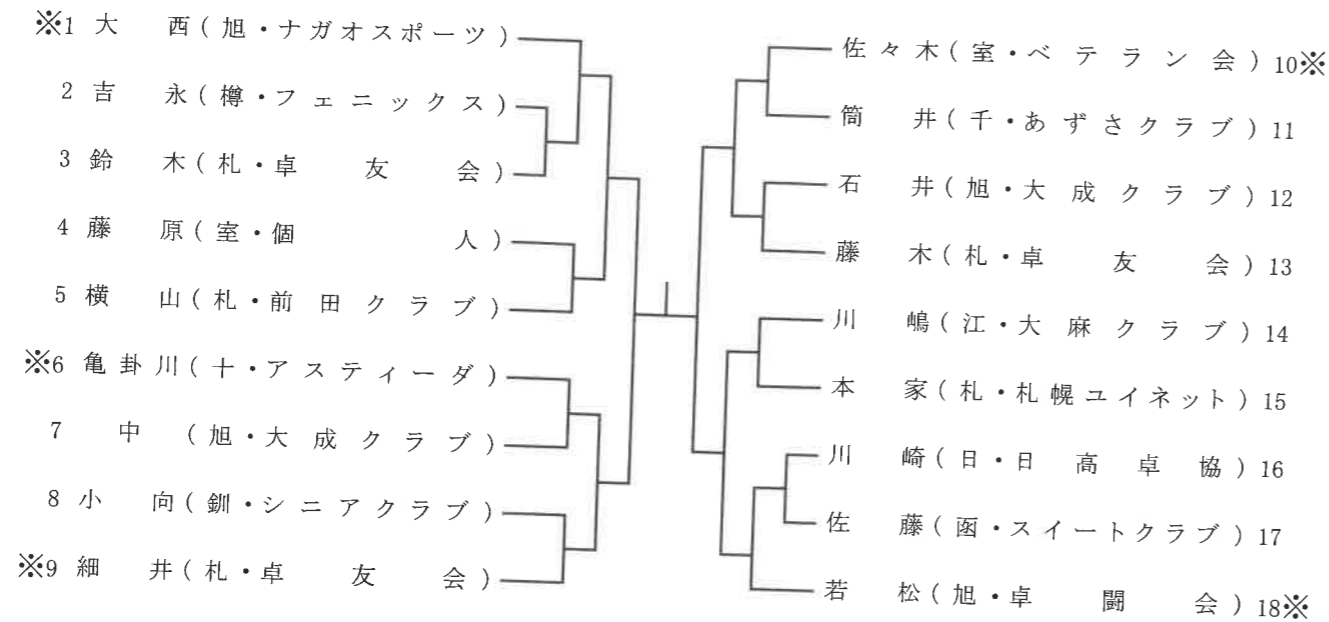 ※1 大 西(旭・ナガオスポーツ)
2 吉 永(樽・フェニックス)
3 鈴 木(札・卓友会)
4 藤 原(室・個人)
5 横 山(札・前田クラブ)
※6 亀卦川(十・アスティーダ)
7 中 (旭・大成クラブ)
8 小 向(釧・シニアクラブ)
※9 細 井(札・卓友会)
佐々木(室・ベテラン会)10※
筒 井(千・あずさクラブ)11
石 井(旭・大成クラブ)12
藤 木(札・卓友会)13
川 嶋(江・大麻クラブ)14
本 家(札・札幌ユイネット)15
川 崎(日・日高卓協)16
佐 藤(函・スイートクラブ)17
若 松(旭・卓闘会)18※